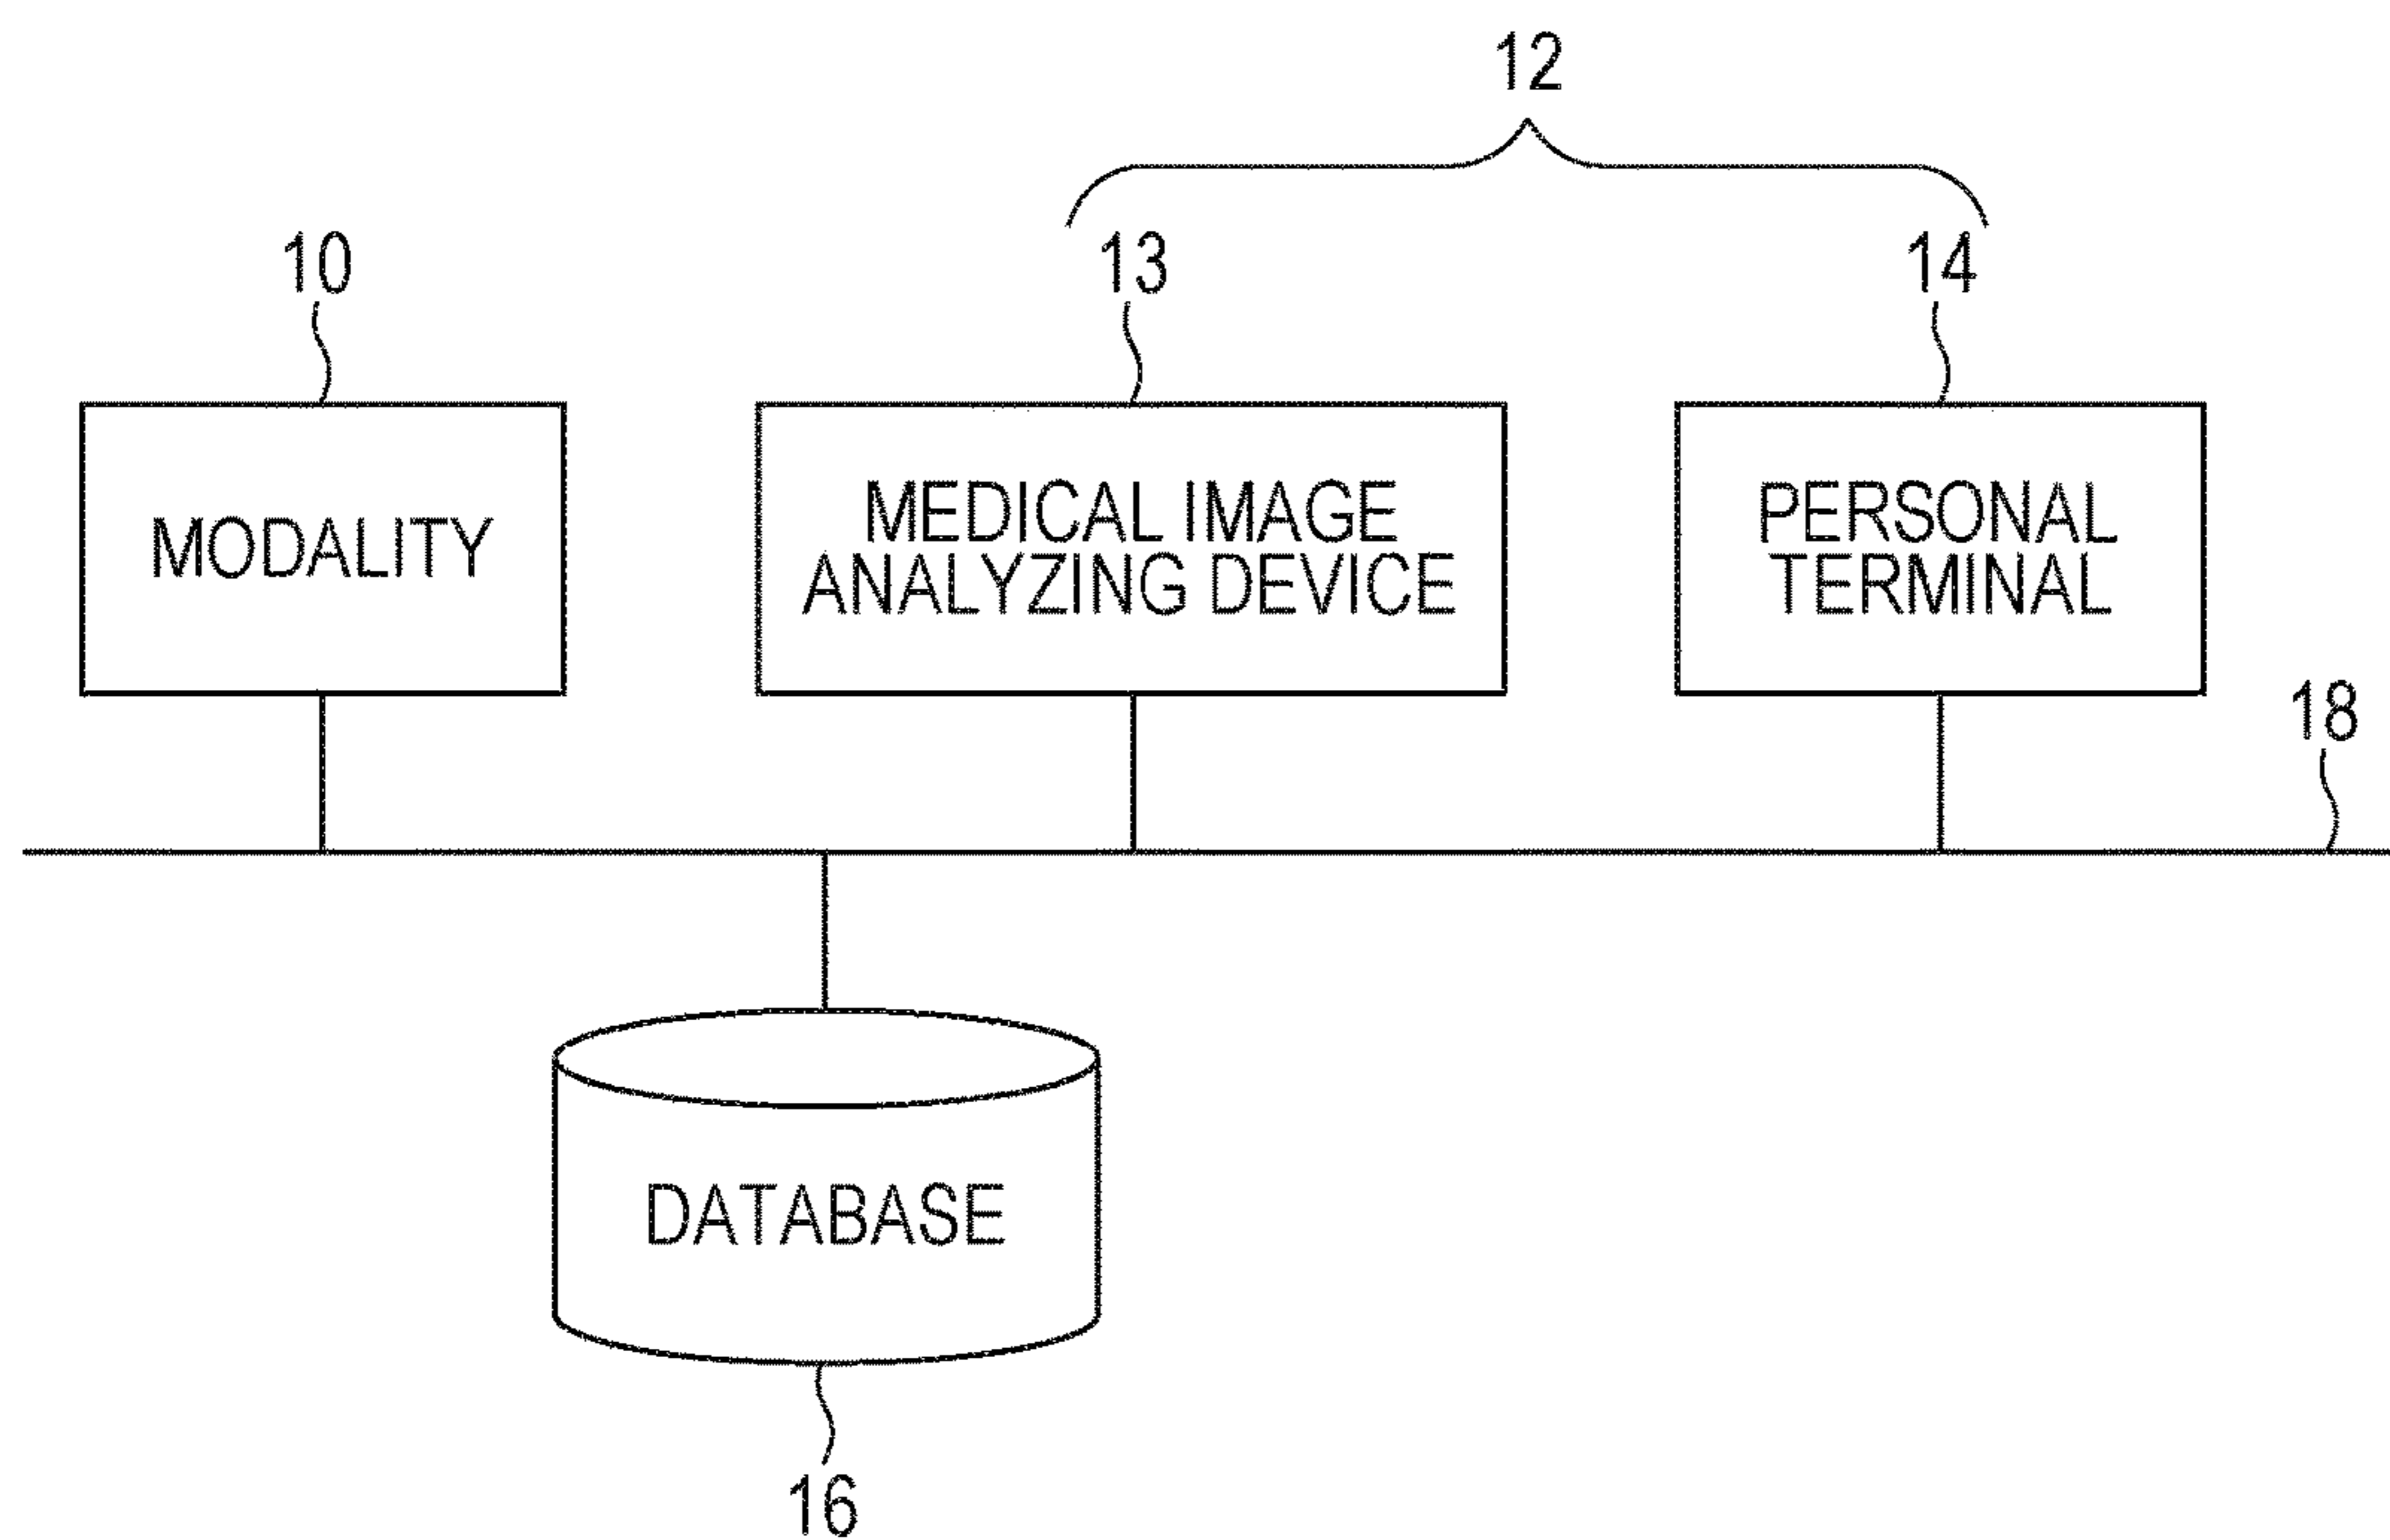 12
10
13
14
MODALITY
MEDICAL IMAGE
ANALYZING DEVICE
PERSONAL
TERMINAL
18
DATABASE
16